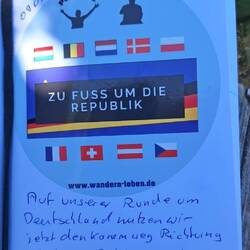 ZU FUSS UM DIE
REPUBLIK
www.wandern-leben.de
Auf unserer Runde um
Deutschland nutzen wir
jetzt den Kammweg Richtung